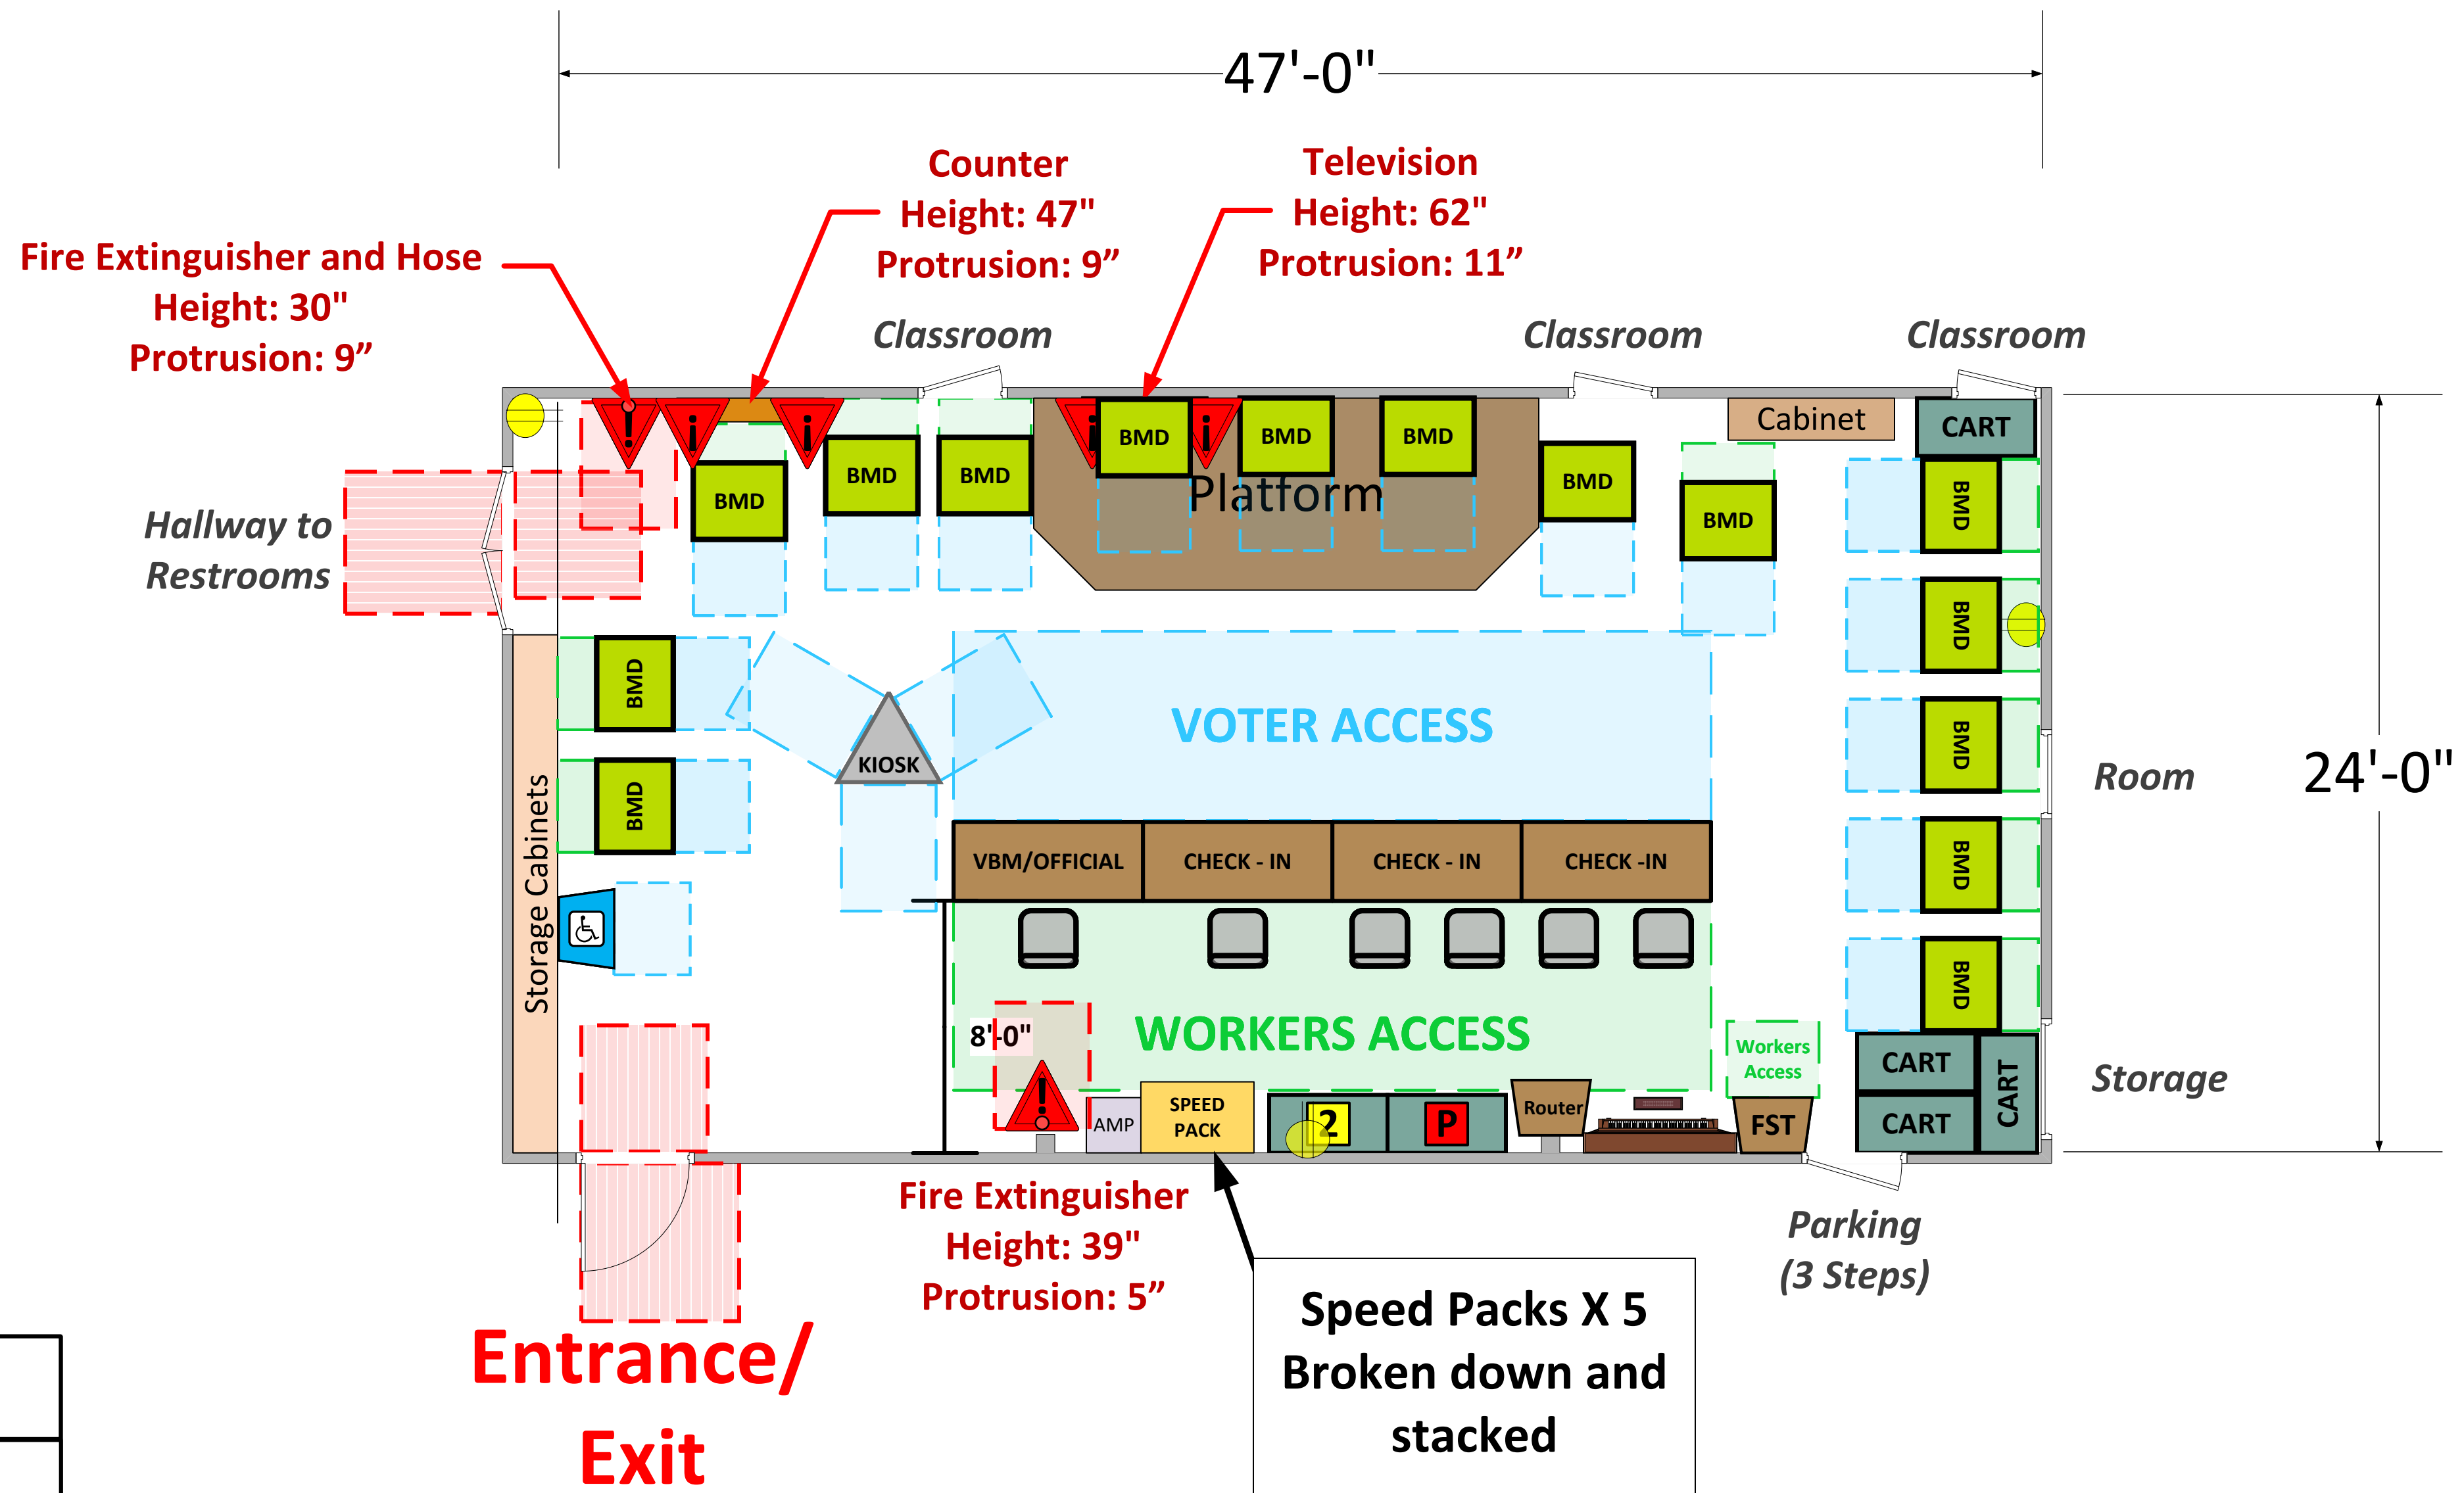 47'-0"
Counter
Height: 47"
Protrusion: 9”
Television
Height: 62"
Protrusion: 11”
Fire Extinguisher and Hose
Height: 30"
Protrusion: 9”
Classroom
Classroom
Classroom
Cabinet
CART
BMD
BMD
BMD
BMD
BMD
BMD
BMD
BMD
Platform
Hallway to
Restrooms
BMD
BMD
BMD
BMD
BMD
BMD
BMD
Storage Cabinets
KIOSK
VOTER ACCESS
Room
24'-0"
VBM/OFFICIAL
CHECK - IN
CHECK - IN
CHECK -IN
8'-0"
WORKERS ACCESS
Workers
Access
Storage
CART
CART
CART
AMP
SPEED
PACK
2
P
Router
FST
Fire Extinguisher
Height: 39"
Protrusion: 5”
Parking
(3 Steps)
Speed Packs X 5
Broken down and
stacked
Entrance/
Exit